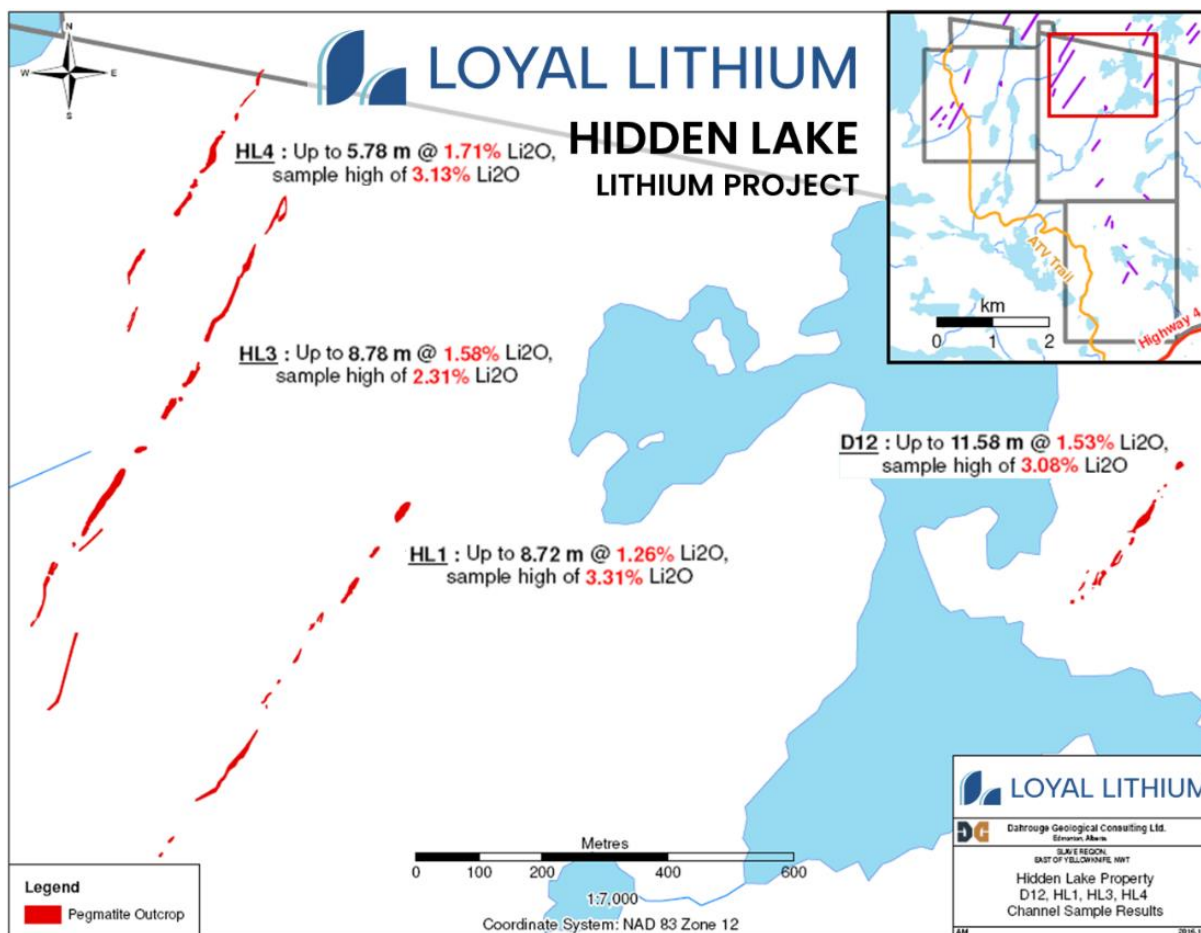 N
W E
S
LOYAL LITHIUM
HIDDEN LAKE
LITHIUM PROJECT
HL4 : Up to 5.78 m @ 1.71% Li2O,
sample high of 3.13% Li2O
HL3 : Up to 8.78 m @ 1.58% Li2O,
sample high of 2.31% Li2O
HL1 : Up to 8.72 m @ 1.26% Li2O,
sample high of 3.31% Li2O
D12 : Up to 11.58 m @ 1.53% Li2O,
sample high of 3.08% Li2O
ATV Trail
Highway 4
km
0 1 2
Metres
0 100 200 400 600
1:7,000
Coordinate System: NAD 83 Zone 12
Legend
Pegmatite Outcrop
LOYAL LITHIUM
DG Dahrouge Geological Consulting Ltd.
Edmonton, Alberta
SLAVE REGION,
EAST OF YELLOWKNIFE, NWT
Hidden Lake Property
D12, HL1, HL3, HL4
Channel Sample Results
AM